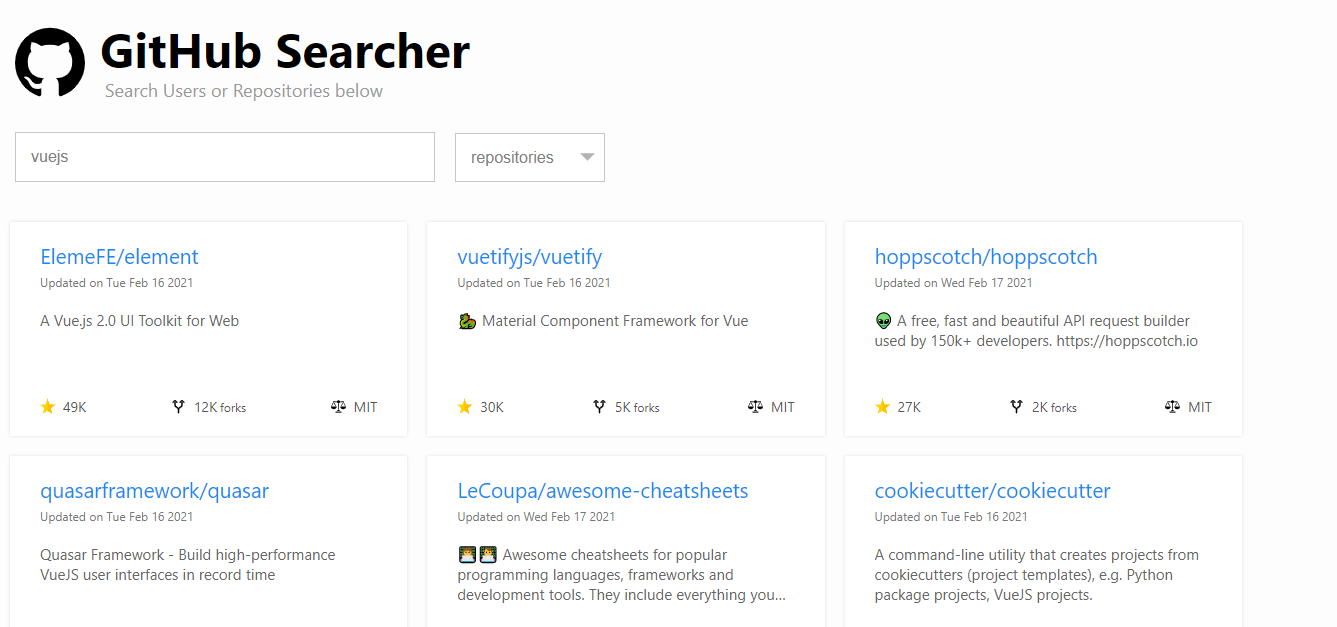 GitHub Searcher
Search Users or Repositories below
vuejs
repositories
ElemeFE/element
Updated on Tue Feb 16 2021
A Vue.js 2.0 UI Toolkit for Web
49K
12K forks
MIT
vuetifyjs/vuetify
Updated on Tue Feb 16 2021
🐉 Material Component Framework for Vue
30K
5K forks
MIT
hoppscotch/hoppscotch
Updated on Wed Feb 17 2021
👽 A free, fast and beautiful API request builder
used by 150k+ developers. https://hoppscotch.io
27K
2K forks
MIT
quasarframework/quasar
Updated on Tue Feb 16 2021
Quasar Framework - Build high-performance
VueJS user interfaces in record time
LeCoupa/awesome-cheatsheets
Updated on Wed Feb 17 2021
👩‍💻👨‍💻 Awesome cheatsheets for popular
programming languages, frameworks and
development tools. They include everything you...
cookiecutter/cookiecutter
Updated on Tue Feb 16 2021
A command-line utility that creates projects from
cookiecutters (project templates), e.g. Python
package projects, VueJS projects.